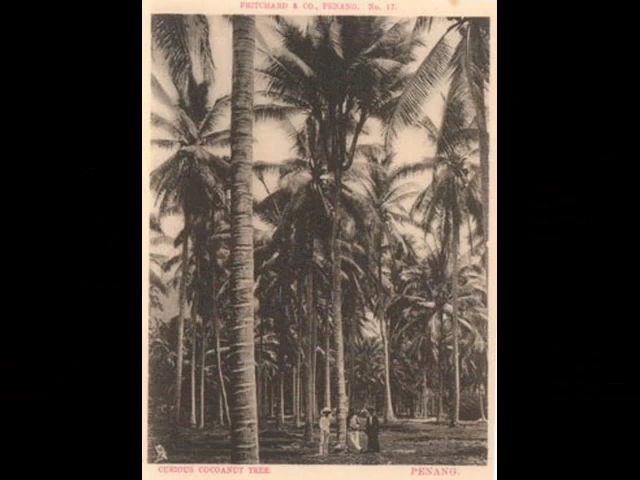 PRITCHARD & CO., PENANG. No. 17.
CURIOUS COCOANUT TREE.
PENANG.